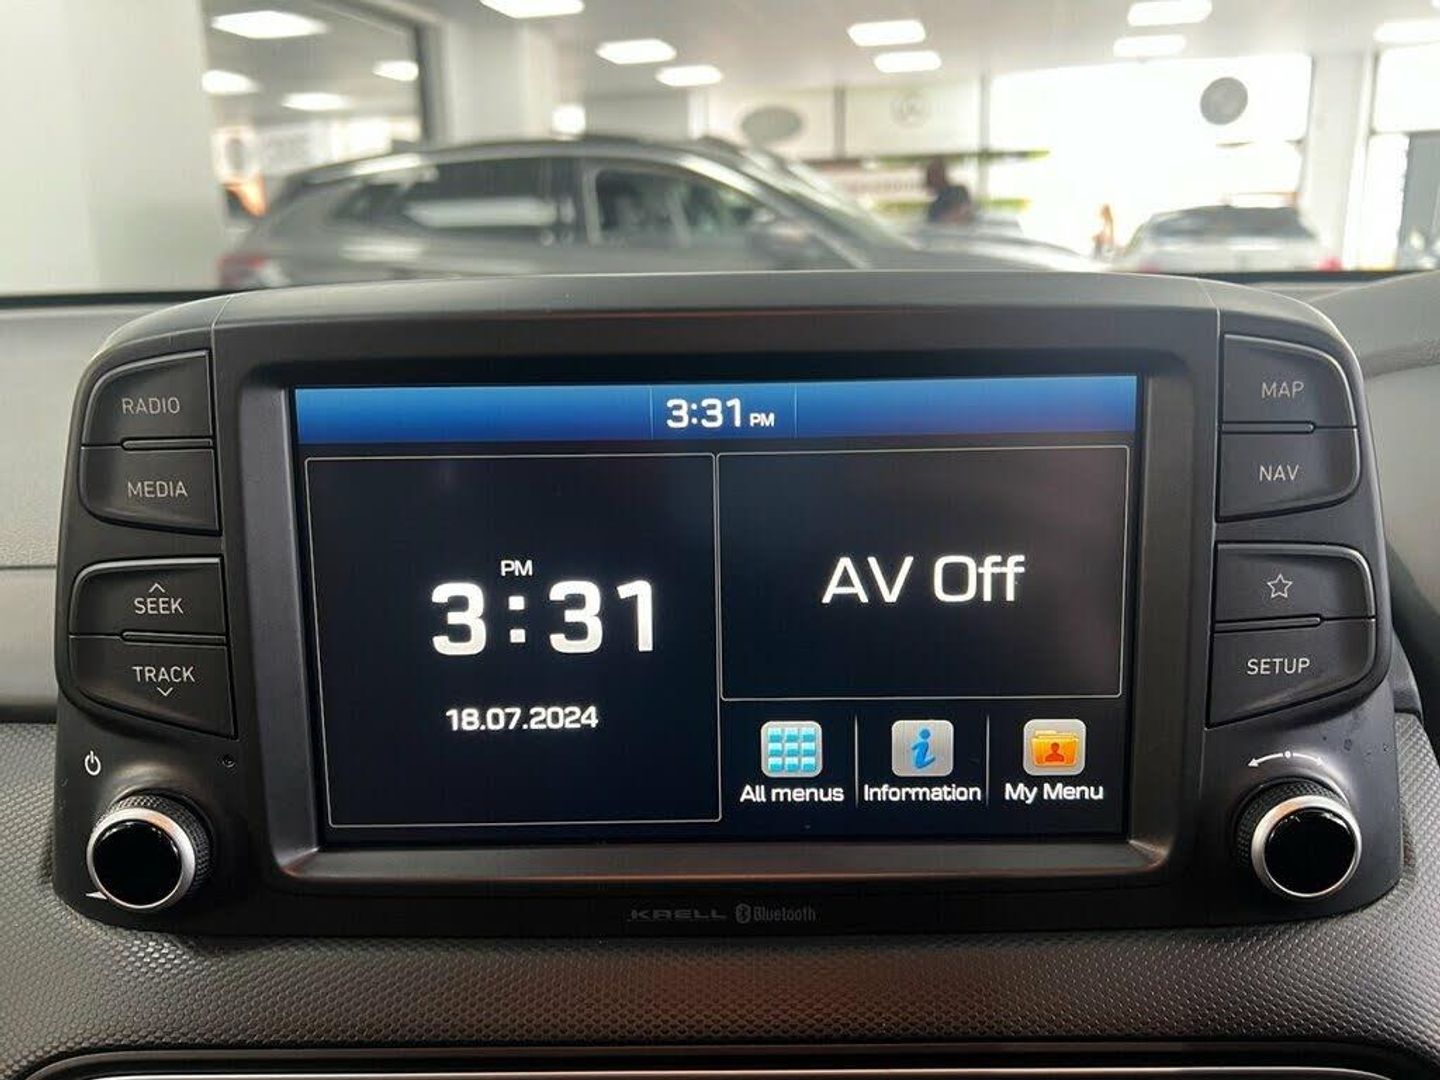 3:31 PM
RADIO
MEDIA
SEEK
TRACK
PM
3:31
18.07.2024
AV Off
All menus
Information
My Menu
MAP
NAV
SETUP
KRELL Bluetooth